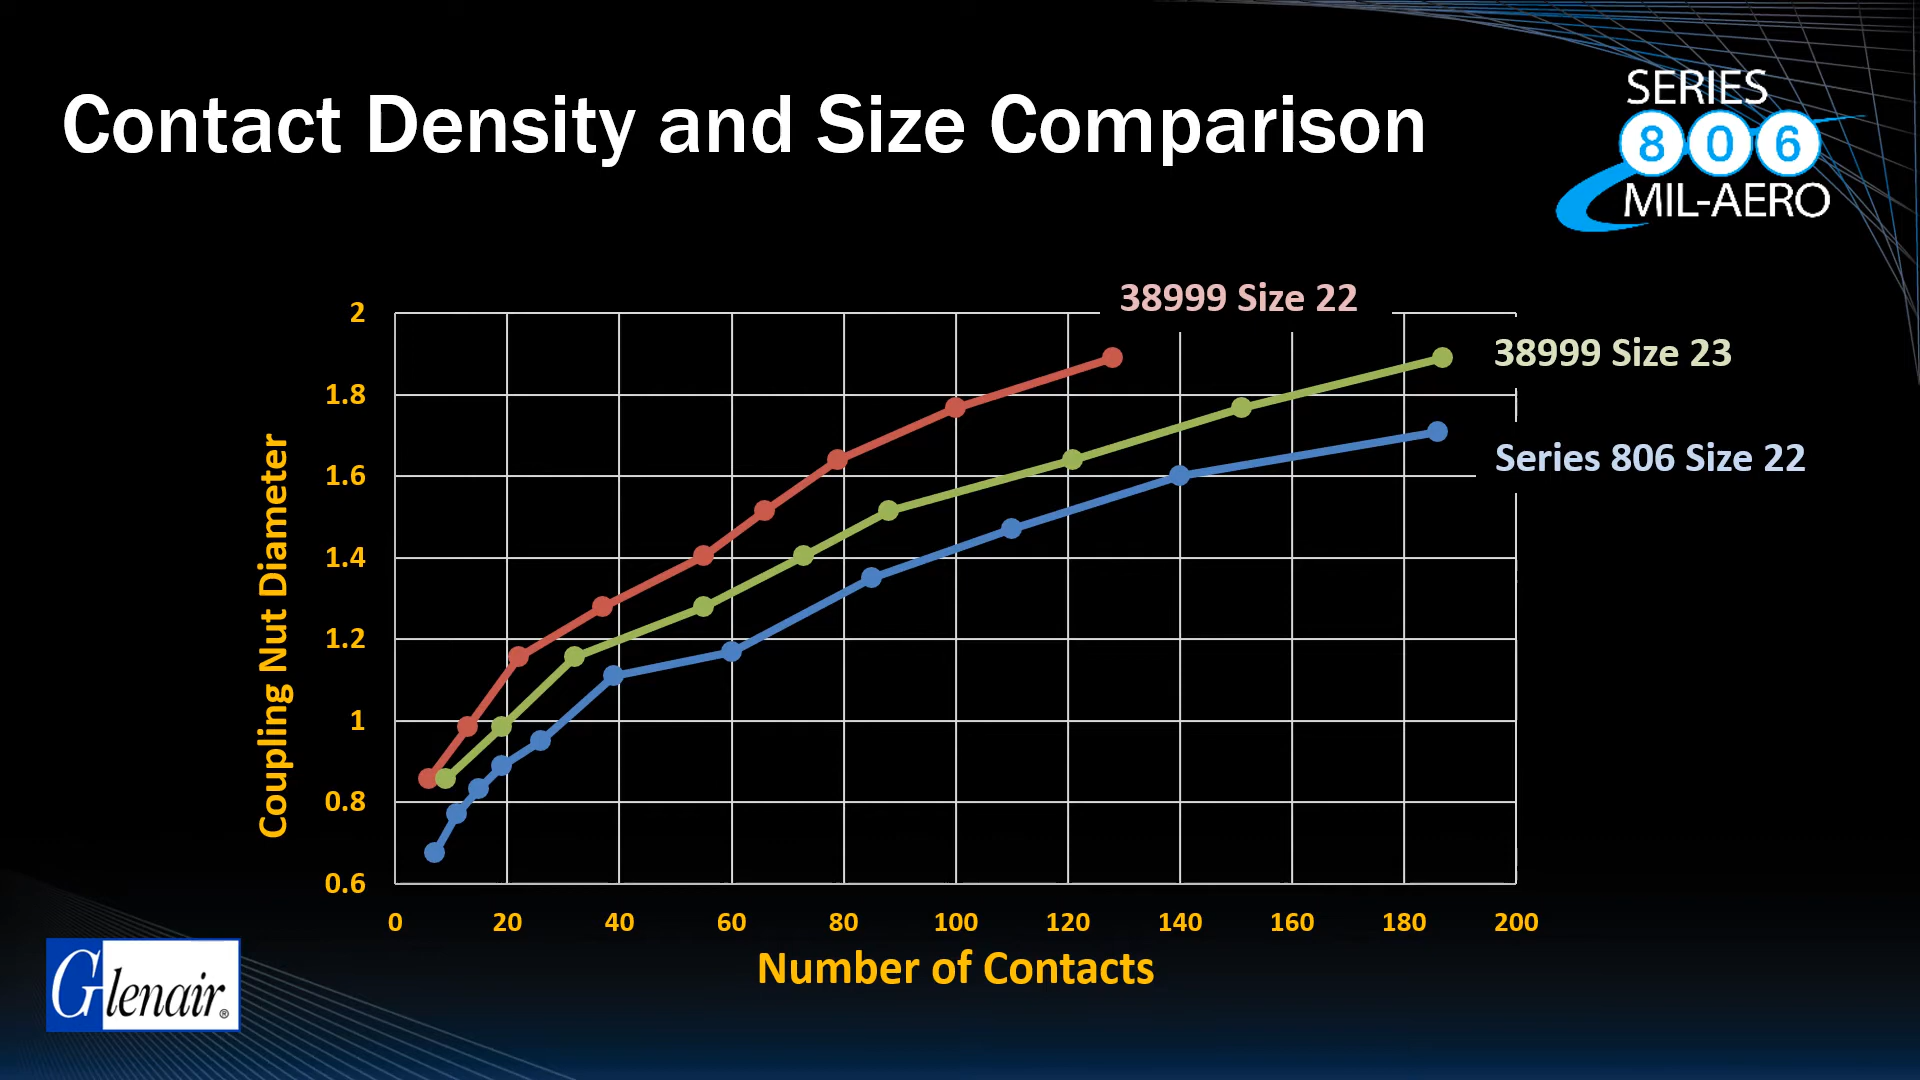 Contact Density and Size Comparison
SERIES
806
MIL-AERO
38999 Size 22
38999 Size 23
Series 806 Size 22
Coupling Nut Diameter
2
1.8
1.6
1.4
1.2
1
0.8
0.6
0 20 40 60 80 100 120 140 160 180 200
Number of Contacts
Glenair®